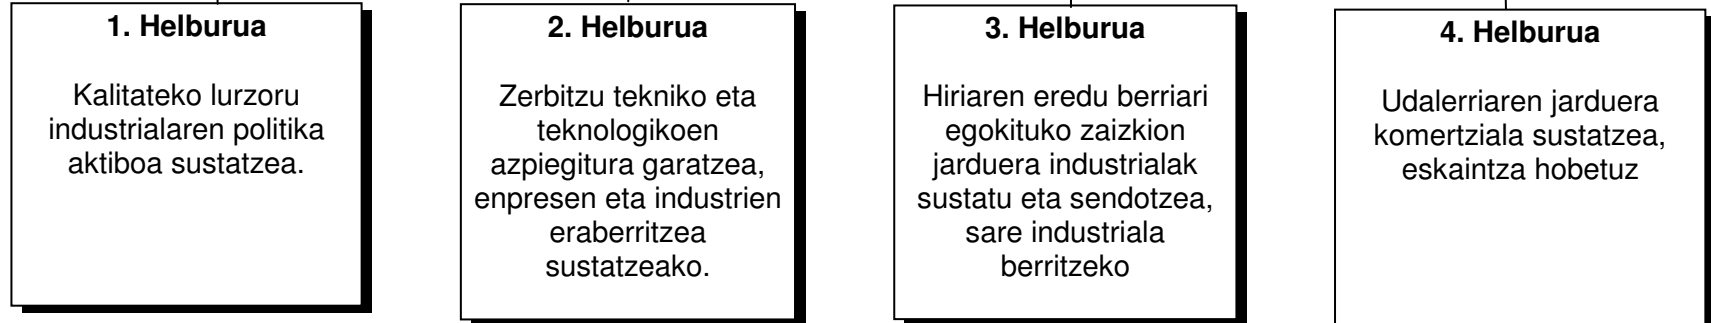 1. Helburua
Kalitateko lurzoru
industrialaren politika
aktiboa sustatzea.
2. Helburua
Zerbitzu tekniko eta
teknologikoen
azpiegitura garatzea,
enpresen eta industrien
eraberritzea
sustatzeako.
3. Helburua
Hiriaren eredu berriari
egokituko zaizkion
jarduera industrialak
sustatu eta sendotzea,
sare industriala
berritzeko
4. Helburua
Udalerriaren jarduera
komertziala sustatzea,
eskaintza hobetuz